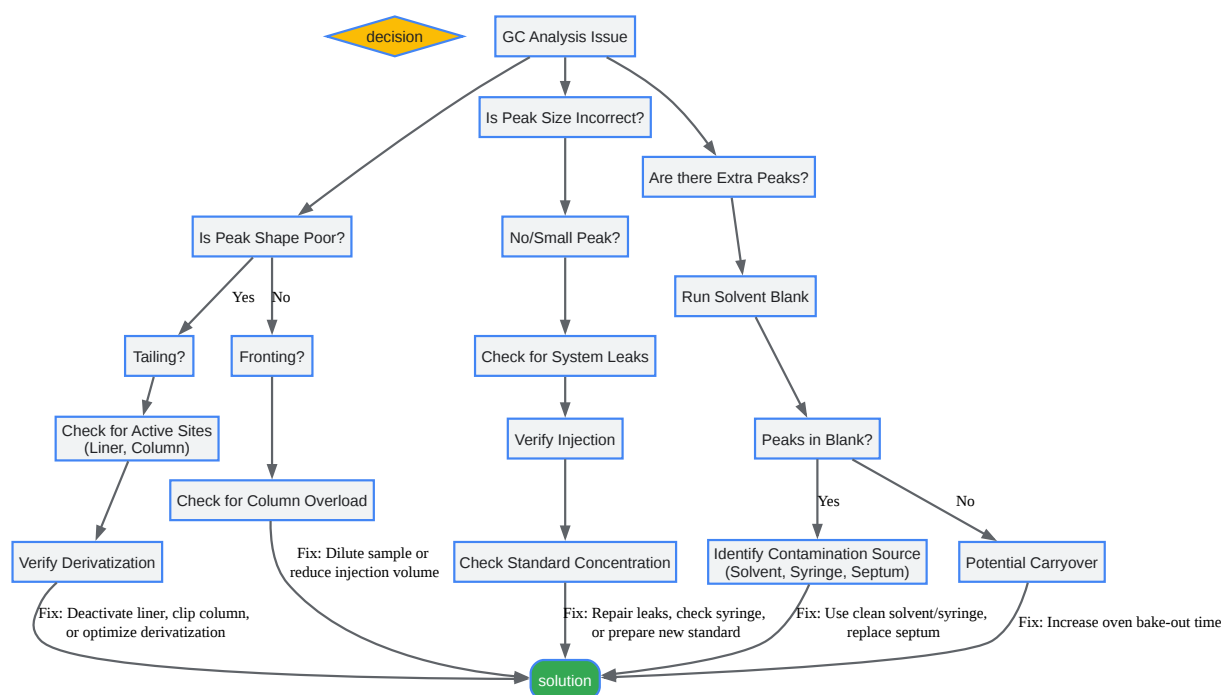 decision
GC Analysis Issue
Is Peak Size Incorrect?
Are there Extra Peaks?
Is Peak Shape Poor?
No/Small Peak?
Run Solvent Blank
Yes
No
Tailing?
Fronting?
Check for System Leaks
Check for Active Sites
(Liner, Column)
Verify Injection
Peaks in Blank?
Check for Column Overload
Yes
No
Verify Derivatization
Fix: Dilute sample or
reduce injection volume
Check Standard Concentration
Identify Contamination Source
(Solvent, Syringe, Septum)
Potential Carryover
Fix: Deactivate liner, clip column,
or optimize derivatization
Fix: Repair leaks, check syringe,
or prepare new standard
Fix: Use clean solvent/syringe,
replace septum
Fix: Increase oven bake-out time
solution